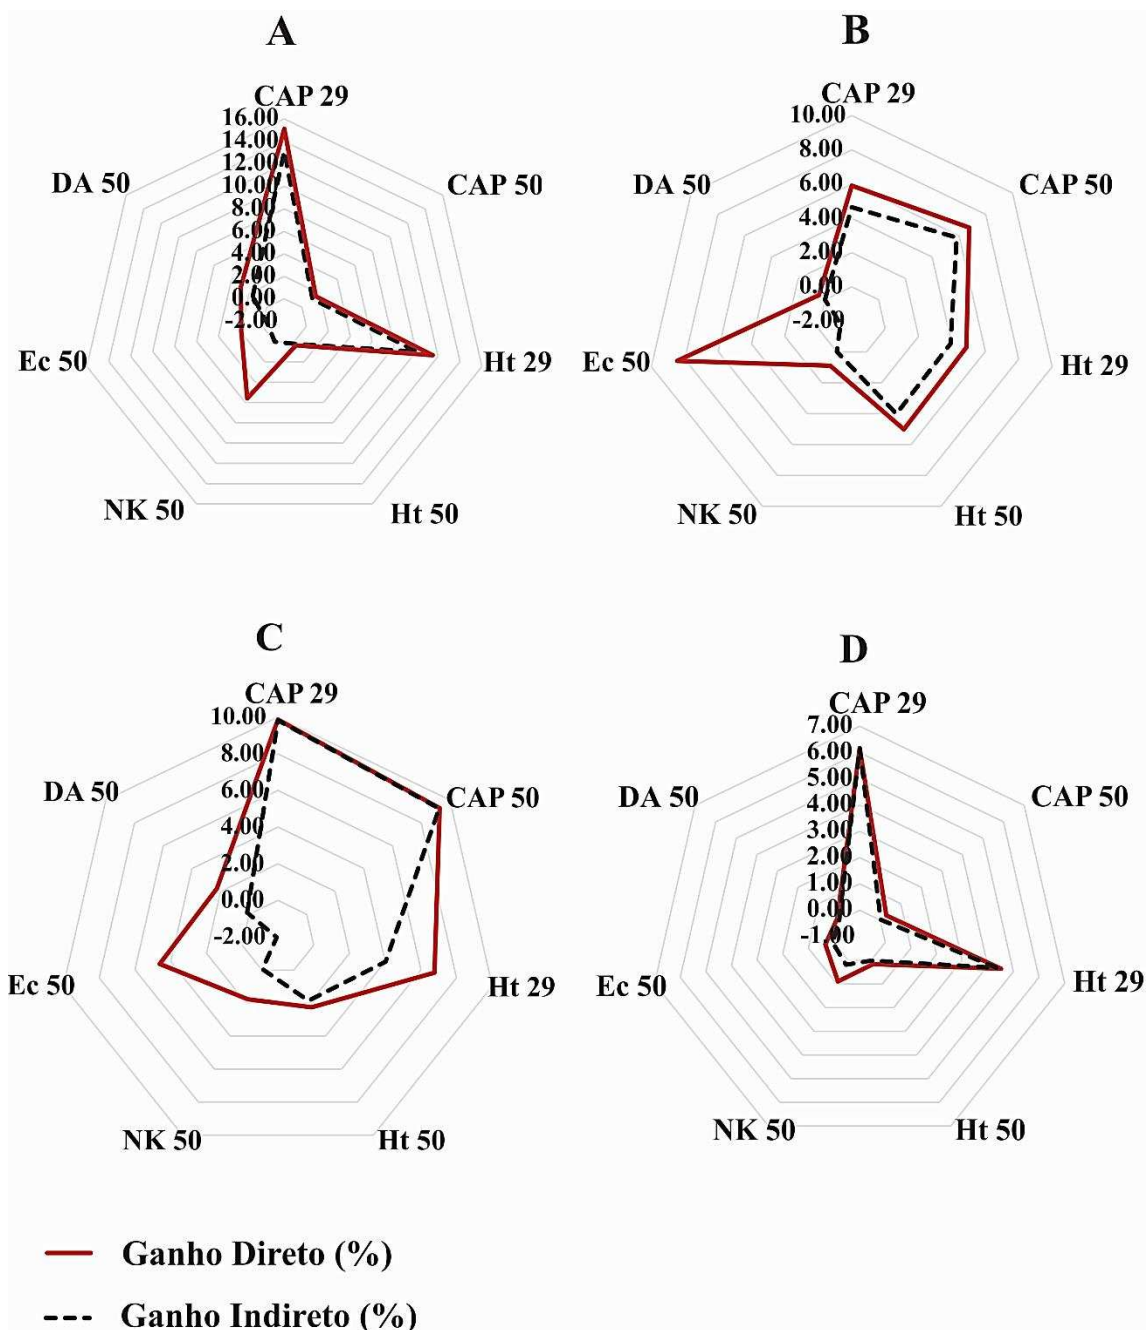 A
CAP 29
16.00
14.00
12.00
10.00
8.00
6.00
4.00
2.00
0.00
-2.00
DA 50
CAP 50
Ec 50
Ht 29
NK 50
Ht 50
B
CAP 29
10.00
8.00
6.00
4.00
2.00
0.00
-2.00
DA 50
CAP 50
Ec 50
Ht 29
NK 50
Ht 50
C
CAP 29
10.00
8.00
6.00
4.00
2.00
0.00
-2.00
DA 50
CAP 50
Ec 50
Ht 29
NK 50
Ht 50
D
CAP 29
7.00
6.00
5.00
4.00
3.00
2.00
1.00
0.00
-1.00
DA 50
CAP 50
Ec 50
Ht 29
NK 50
Ht 50
Ganho Direto (%)
Ganho Indireto (%)